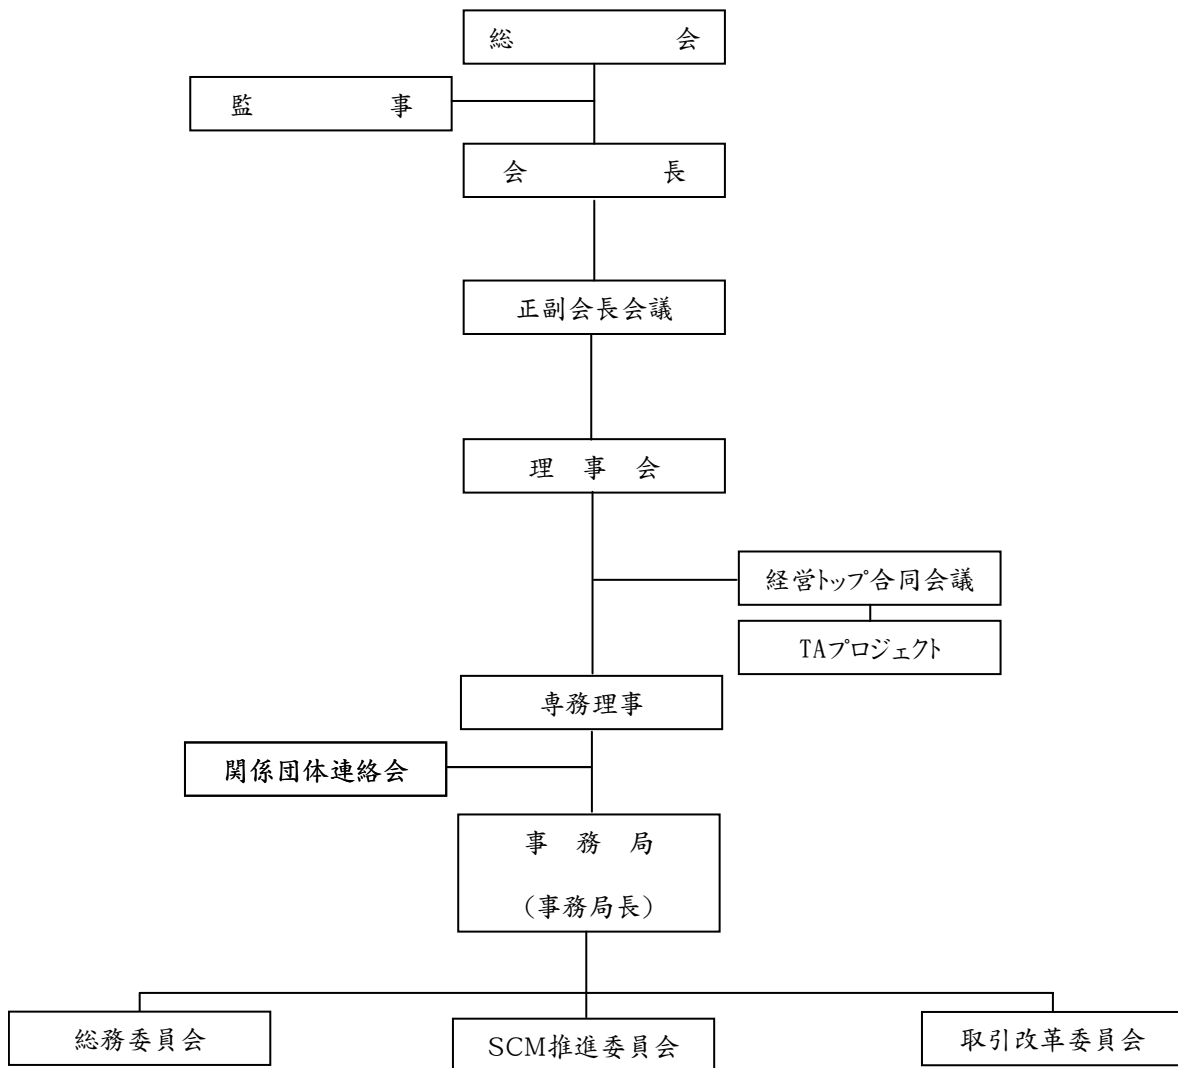 総会
監事
会長
正副会長会議
理事会
経営トップ合同会議
TAプロジェクト
専務理事
関係団体連絡会
事務局
(事務局長)
総務委員会
SCM推進委員会
取引改革委員会